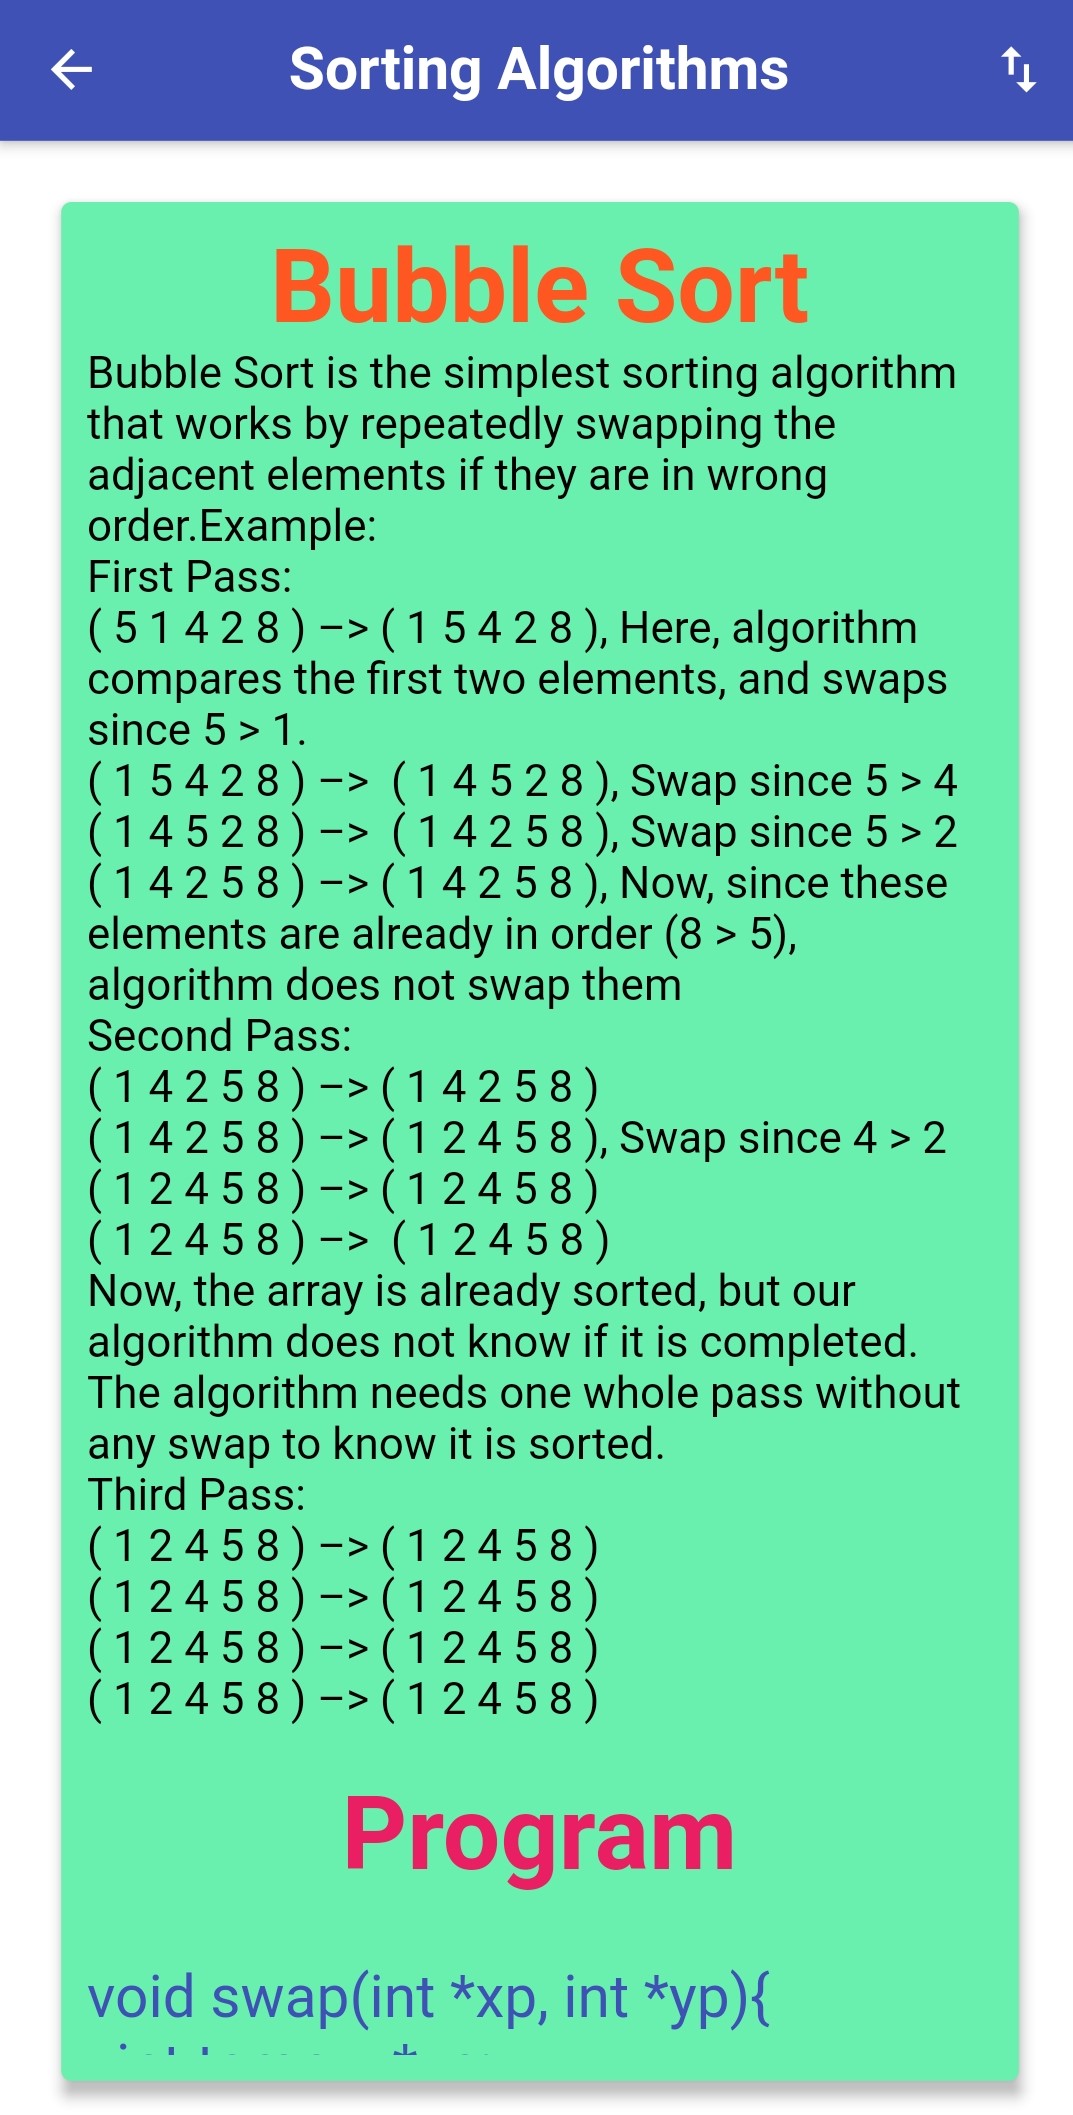 Sorting Algorithms
Bubble Sort
Bubble Sort is the simplest sorting algorithm
that works by repeatedly swapping the
adjacent elements if they are in wrong
order.Example:
First Pass:
( 5 1 4 2 8 ) –> ( 1 5 4 2 8 ), Here, algorithm
compares the first two elements, and swaps
since 5 > 1.
( 1 5 4 2 8 ) –>  ( 1 4 5 2 8 ), Swap since 5 > 4
( 1 4 5 2 8 ) –>  ( 1 4 2 5 8 ), Swap since 5 > 2
( 1 4 2 5 8 ) –> ( 1 4 2 5 8 ), Now, since these
elements are already in order (8 > 5),
algorithm does not swap them
Second Pass:
( 1 4 2 5 8 ) –> ( 1 4 2 5 8 )
( 1 4 2 5 8 ) –> ( 1 2 4 5 8 ), Swap since 4 > 2
( 1 2 4 5 8 ) –> ( 1 2 4 5 8 )
( 1 2 4 5 8 ) –>  ( 1 2 4 5 8 )
Now, the array is already sorted, but our
algorithm does not know if it is completed.
The algorithm needs one whole pass without
any swap to know it is sorted.
Third Pass:
( 1 2 4 5 8 ) –> ( 1 2 4 5 8 )
( 1 2 4 5 8 ) –> ( 1 2 4 5 8 )
( 1 2 4 5 8 ) –> ( 1 2 4 5 8 )
( 1 2 4 5 8 ) –> ( 1 2 4 5 8 )
Program
void swap(int *xp, int *yp){